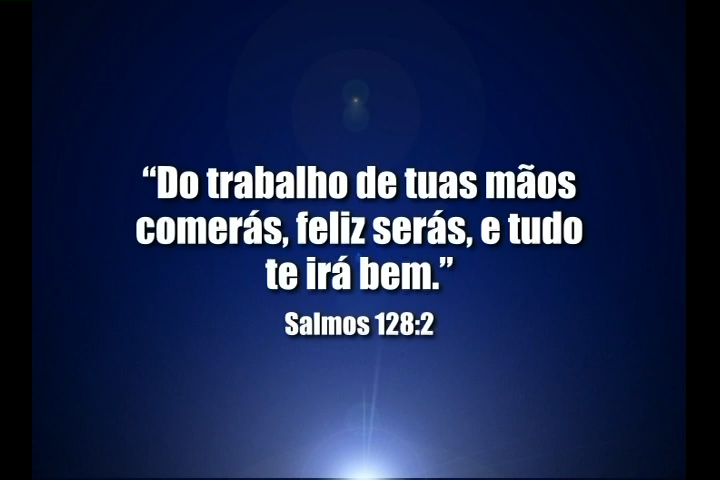 “Do trabalho de tuas mãos
comerás, feliz serás, e tudo
te irá bem.”
Salmos 128:2